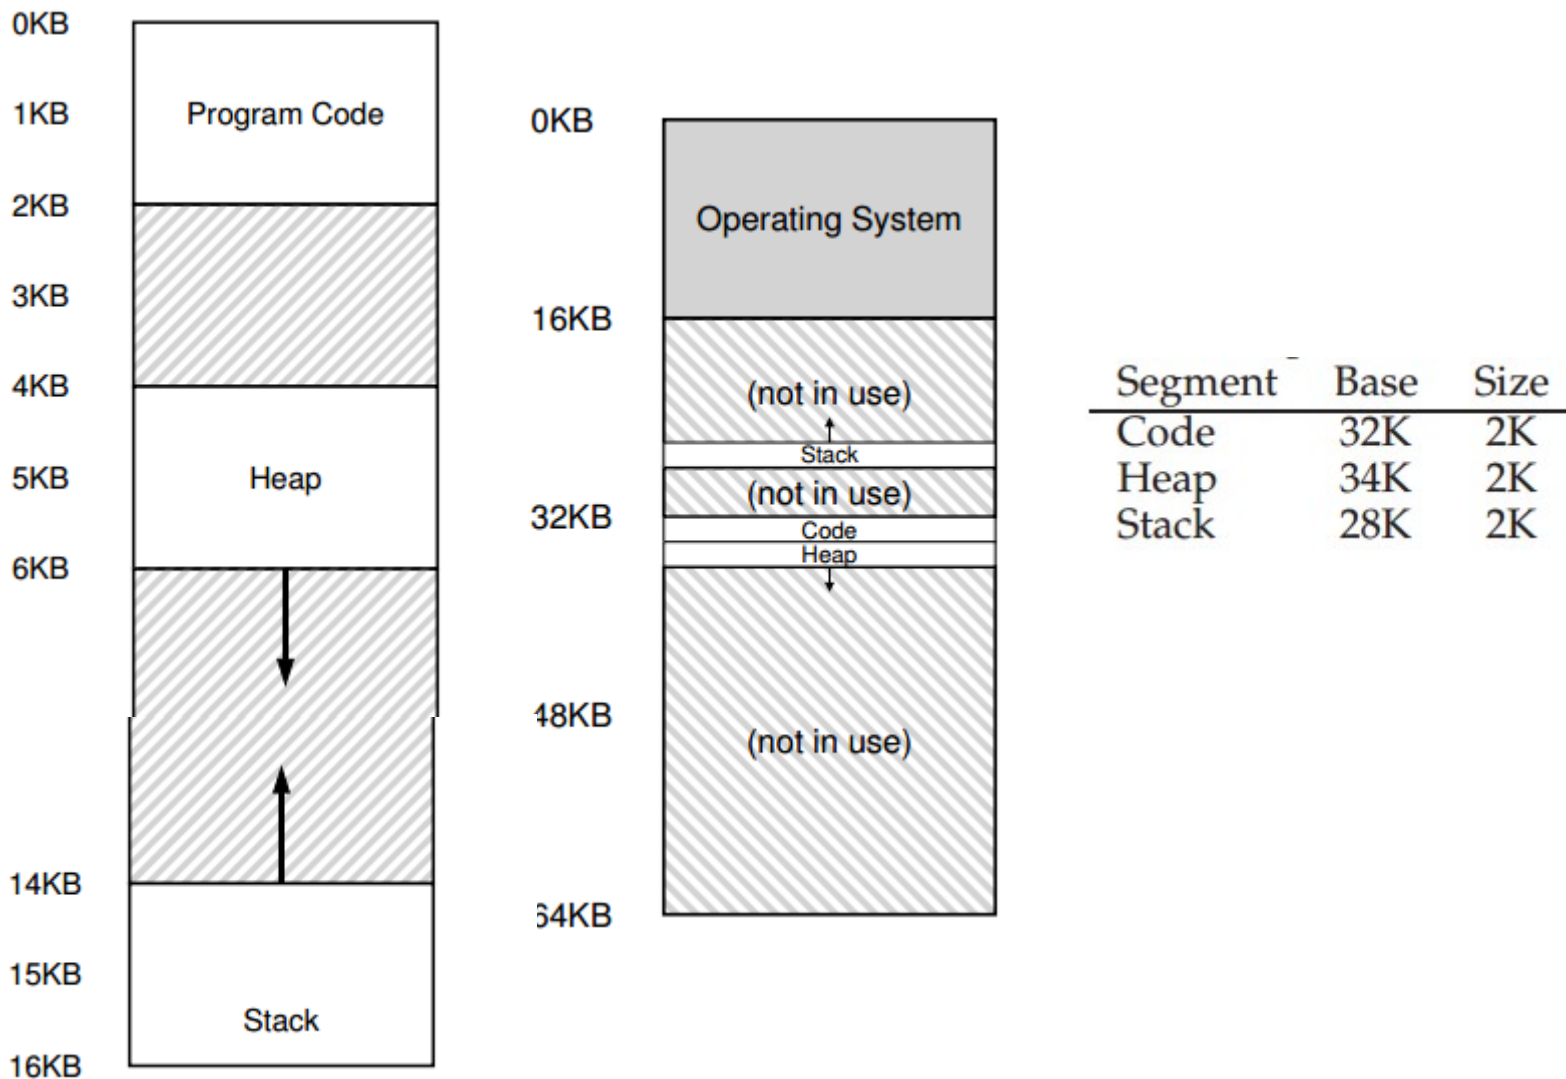 0KB
1KB
2KB
3KB
4KB
5KB
6KB
14KB
15KB
16KB
Program Code
Heap
Stack
0KB
16KB
32KB
48KB
64KB
Operating System
(not in use)
Stack
(not in use)
Code
Heap
(not in use)
Segment Base Size
Code 32K 2K
Heap 34K 2K
Stack 28K 2K